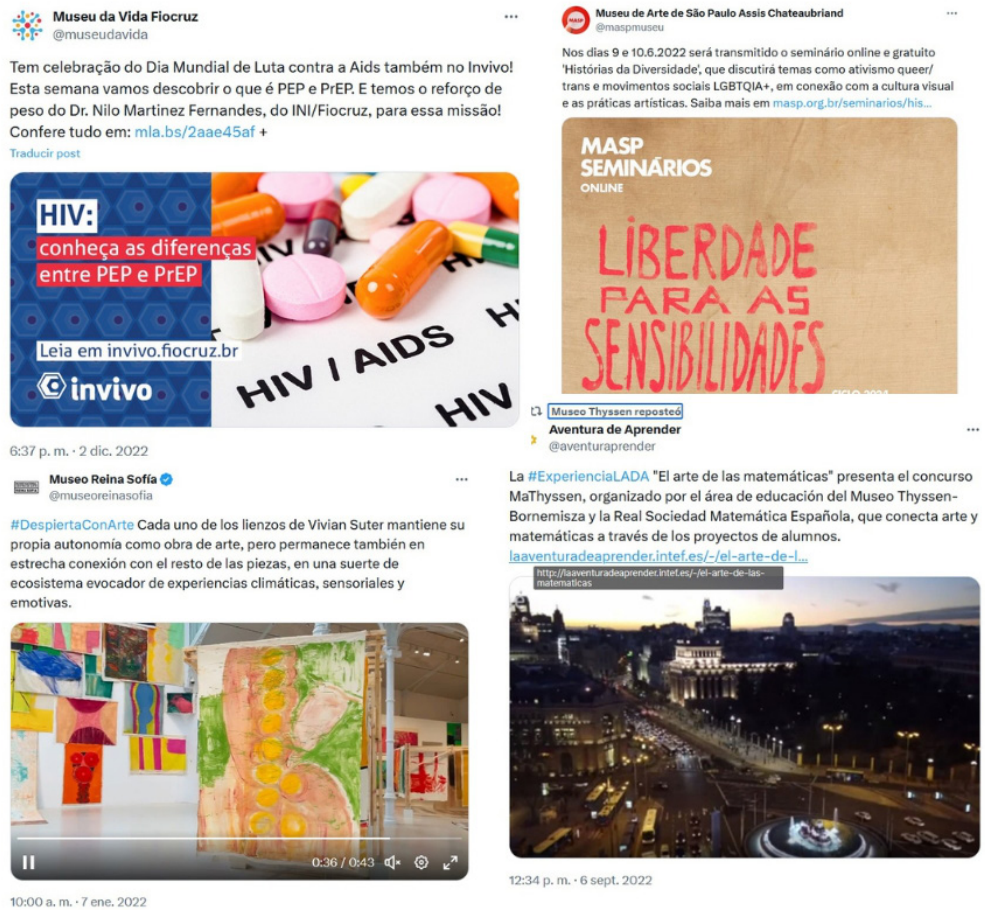 Museu da Vida Fiocruz
@museudavida
Tem celebração do Dia Mundial de Luta contra a Aids também no Invivo!
Esta semana vamos descobrir o que é PEP e PrEP. E temos o reforço de
peso do Dr. Nilo Martinez Fernandes, do INI/Fiocruz, para essa missão!
Confere tudo em: mla.bs/2aae45af +
Traducir post
HIV:
conheça as diferenças
entre PEP e PrEP
Leia em invivo.fiocruz.br
invivo
HIV
HIV / AIDS
HIV
6:37 p. m. · 2 dic. 2022
Museu de Arte de São Paulo Assis Chateaubriand
@maspmuseu
MASP
Nos dias 9 e 10.6.2022 será transmitido o seminário online e gratuito
'Histórias da Diversidade', que discutirá temas como ativismo queer/
trans e movimentos sociais LGBTQIA+, em conexão com a cultura visual
e as práticas artísticas. Saiba mais em masp.org.br/seminarios/his...
MASP
SEMINÁRIOS
ONLINE
LIBERDADE
PARA AS
SENSIBILIDADES
Museo Reina Sofía
@museoreinasofia
#DespiertaConArte Cada uno de los lienzos de Vivian Suter mantiene su
propia autonomía como obra de arte, pero permanece también en
estrecha conexión con el resto de las piezas, en una suerte de
ecosistema evocador de experiencias climáticas, sensoriales y
emotivas.
0:36 / 0:43
10:00 a. m. · 7 ene. 2022
Museo Thyssen reposteó
Aventura de Aprender
@aventuraprender
La #ExperienciaLADA "El arte de las matemáticas" presenta el concurso
MaThyssen, organizado por el área de educación del Museo Thyssen-
Bornemisza y la Real Sociedad Matemática Española, que conecta arte y
matemáticas a través de los proyectos de alumnos.
laaventuradeaprender.intef.es/-/el-arte-de-l...
http://laaventuradeaprender.intef.es/-/el-arte-de-las-
matematicas
12:34 p. m. · 6 sept. 2022